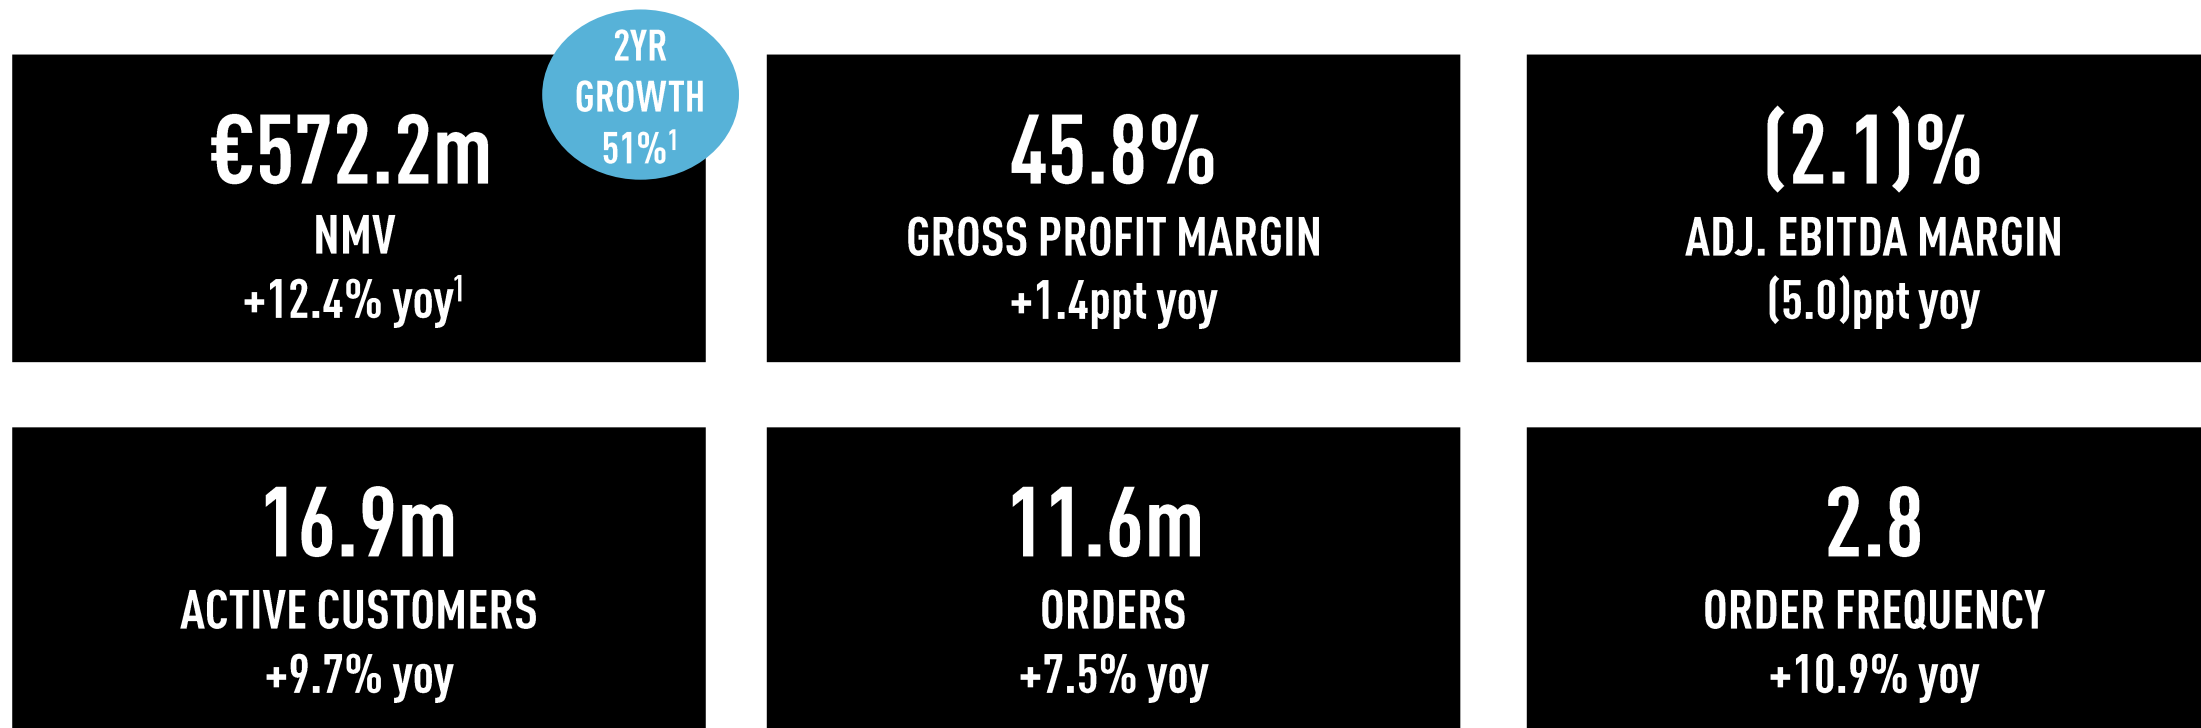 2YR
GROWTH
51%¹
€572.2m
NMV
+12.4% yoy¹
45.8%
GROSS PROFIT MARGIN
+1.4ppt yoy
(2.1)%
ADJ. EBITDA MARGIN
(5.0)ppt yoy
16.9m
ACTIVE CUSTOMERS
+9.7% yoy
11.6m
ORDERS
+7.5% yoy
2.8
ORDER FREQUENCY
+10.9% yoy